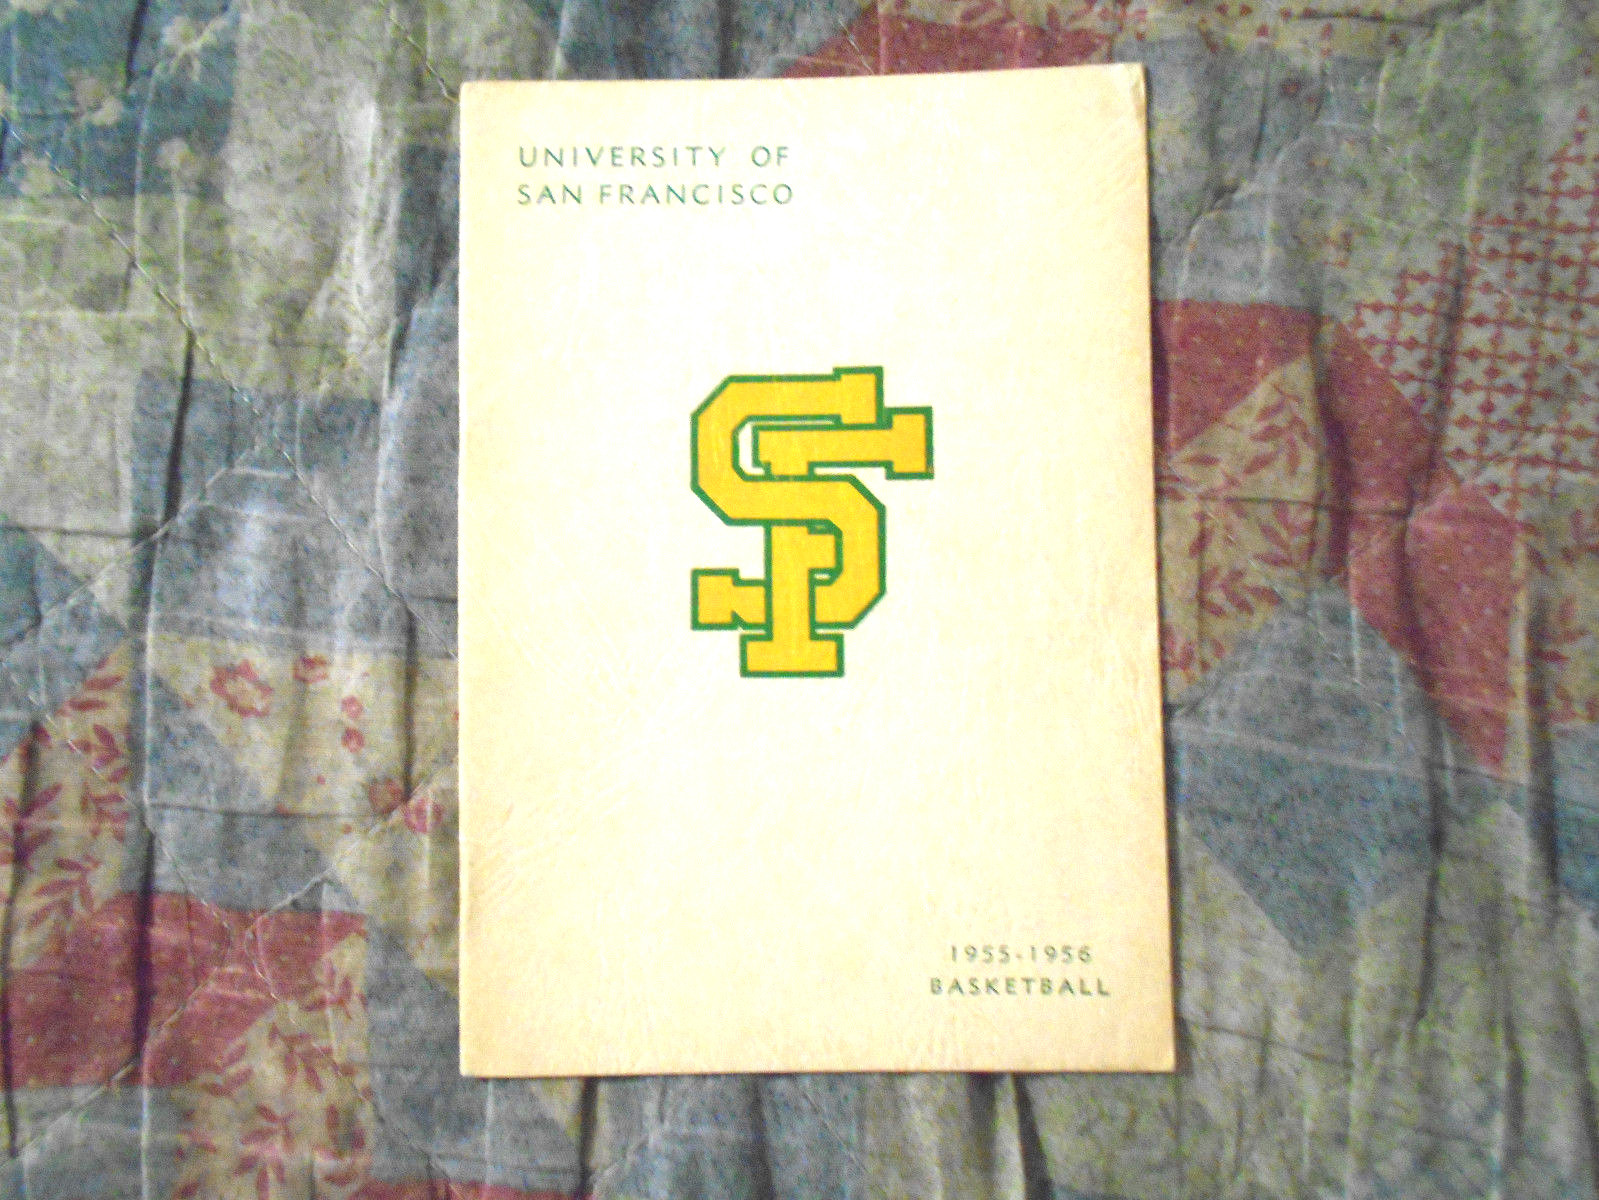 UNIVERSITY OF
SAN FRANCISCO
SF
1955-1956
BASKETBALL